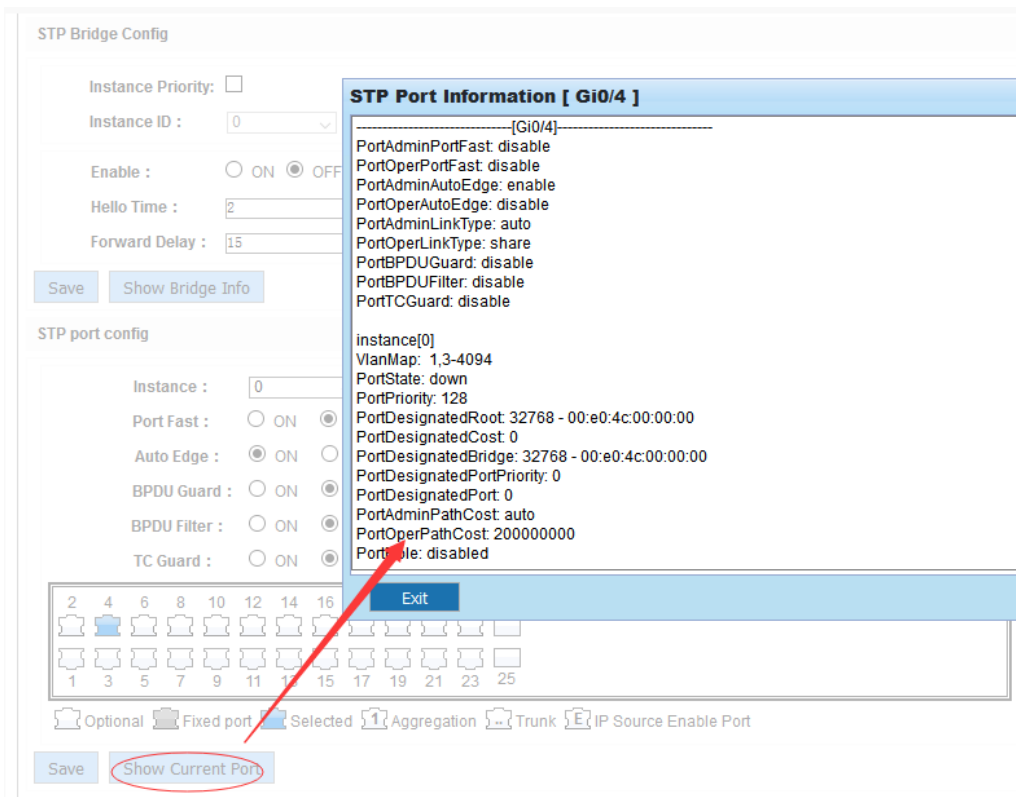 STP Bridge Config
Instance Priority:
Instance ID : 0
Enable : ON OFF
Hello Time : 2
Forward Delay : 15
Save Show Bridge Info
STP port config
Instance : 0
Port Fast : ON
Auto Edge : ON
BPDU Guard : ON
BPDU Filter : ON
TC Guard : ON
STP Port Information [ Gi0/4 ]
------------------------------[Gi0/4]------------------------------
PortAdminPortFast: disable
PortOperPortFast: disable
PortAdminAutoEdge: enable
PortOperAutoEdge: disable
PortAdminLinkType: auto
PortOperLinkType: share
PortBPDUGuard: disable
PortBPDUFilter: disable
PortTCGuard: disable
instance[0]
VlanMap: 1,3-4094
PortState: down
PortPriority: 128
PortDesignatedRoot: 32768 - 00:e0:4c:00:00:00
PortDesignatedCost: 0
PortDesignatedBridge: 32768 - 00:e0:4c:00:00:00
PortDesignatedPortPriority: 0
PortDesignatedPort: 0
PortAdminPathCost: auto
PortOperPathCost: 200000000
PortRole: disabled
Exit
2 4 6 8 10 12 14 16
1 3 5 7 9 11 13 15 17 19 21 23 25
Optional Fixed port Selected 1 Aggregation Trunk E IP Source Enable Port
Save Show Current Port